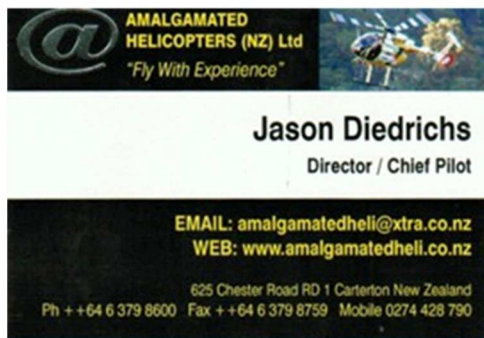 AMALGAMATED
HELICOPTERS (NZ) Ltd
"Fly With Experience"
Jason Diedrichs
Director / Chief Pilot
EMAIL: amalgamatedheli@xtra.co.nz
WEB: www.amalgamatedheli.co.nz
625 Chester Road RD 1 Carterton New Zealand
Ph ++64 6 379 8600 Fax ++64 6 379 8759 Mobile 0274 428 790